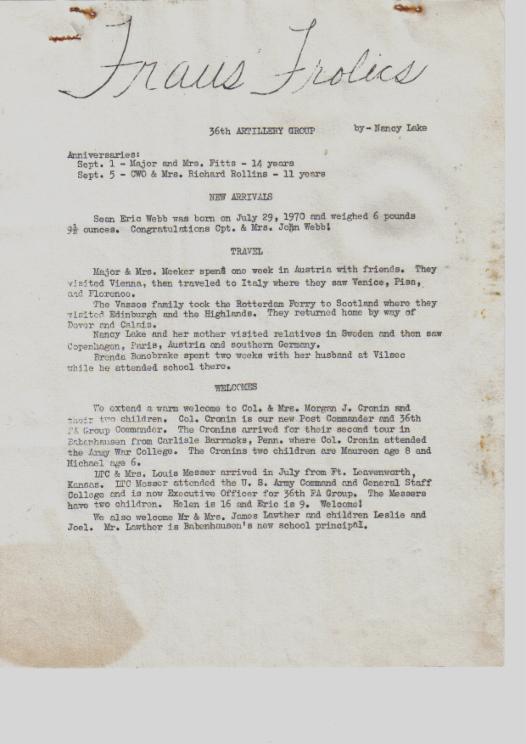 Fraus Frolics
36th ARTILLERY GROUP by- Nancy Lake
Anniversaries:
Sept. 1 - Major and Mrs. Fitts - 14 years
Sept. 5 - CWO & Mrs. Richard Rollins - 11 years
NEW ARRIVALS
Sean Eric Webb was born on July 29, 1970 and weighed 6 pounds
9½ ounces. Congratulations Cpt. & Mrs. John Webb!
TRAVEL
Major & Mrs. Meeker spent one week in Austria with friends. They
visited Vienna, then traveled to Italy where they saw Venice, Pisa,
and Florence.
The Vassos family took the Rotterdam Ferry to Scotland where they
visited Edinburgh and the Highlands. They returned home by way of
Dover and Calais.
Nancy Lake and her mother visited relatives in Sweden and then saw
Copenhagen, Paris, Austria and southern Germany.
Brenda Bonebrake spent two weeks with her husband at Vilsec
while he attended school there.
WELCOMES
We extend a warm welcome to Col. & Mrs. Morgan J. Cronin and
their two children. Col. Cronin is our new Post Commander and 36th
FA Group Commander. The Cronins arrived for their second tour in
Babenhausen from Carlisle Barracks, Penn. where Col. Cronin attended
the Army War College. The Cronins two children are Maureen age 8 and
Michael age 6.
LTC & Mrs. Louis Messer arrived in July from Ft. Leavenworth,
Kansas. LTC Messer attended the U. S. Army Command and General Staff
College and is now Executive Officer for 36th FA Group. The Messers
have two children. Helen is 16 and Eric is 9. Welcome!
We also welcome Mr & Mrs. James Lawther and children Leslie and
Joel. Mr. Lawther is Babenhausen's new school principal.